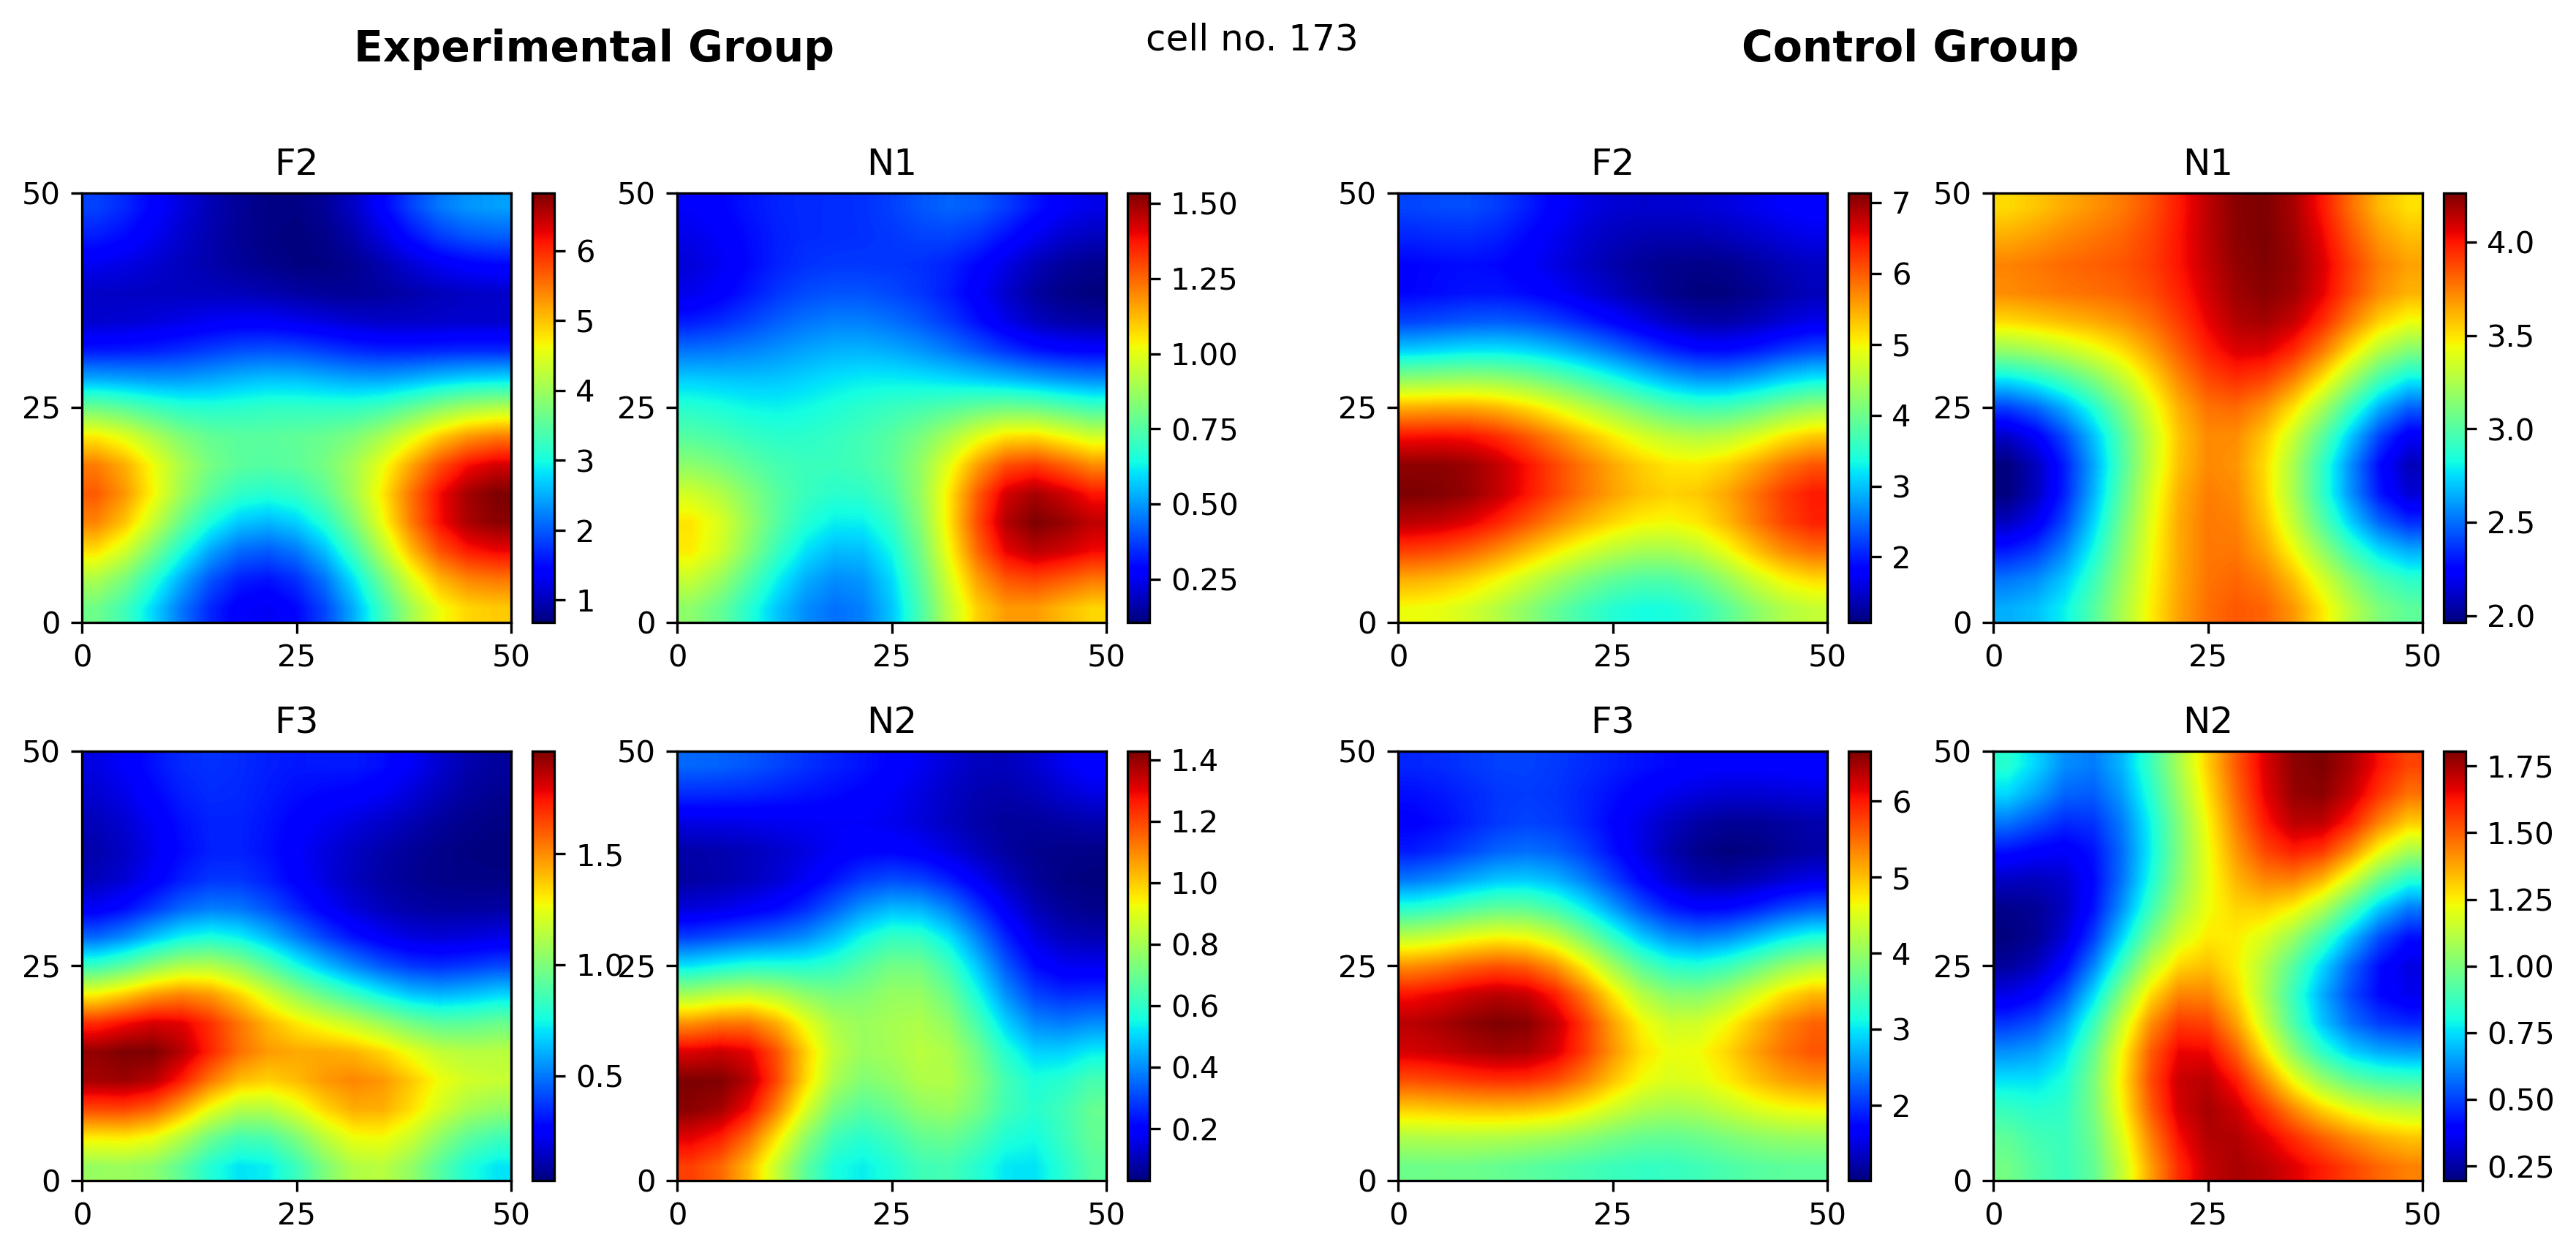 Experimental Group cell no. 173 Control Group
F2 N1 F2 N1
50 6 5 4 3 2 1 25 0 0 25 50
50 1.50 1.25 1.00 0.75 0.50 0.25 25 0 0 25 50
50 7 6 5 4 3 2 25 0 0 25 50
50 4.0 3.5 3.0 2.5 2.0 25 0 0 25 50
F3 N2 F3 N2
50 1.5 1.0 0.5 25 0 0 25 50
50 1.4 1.2 1.0 0.8 0.6 0.4 0.2 25 0 0 25 50
50 6 5 4 3 2 25 0 0 25 50
50 1.75 1.50 1.25 1.00 0.75 0.50 0.25 25 0 0 25 50